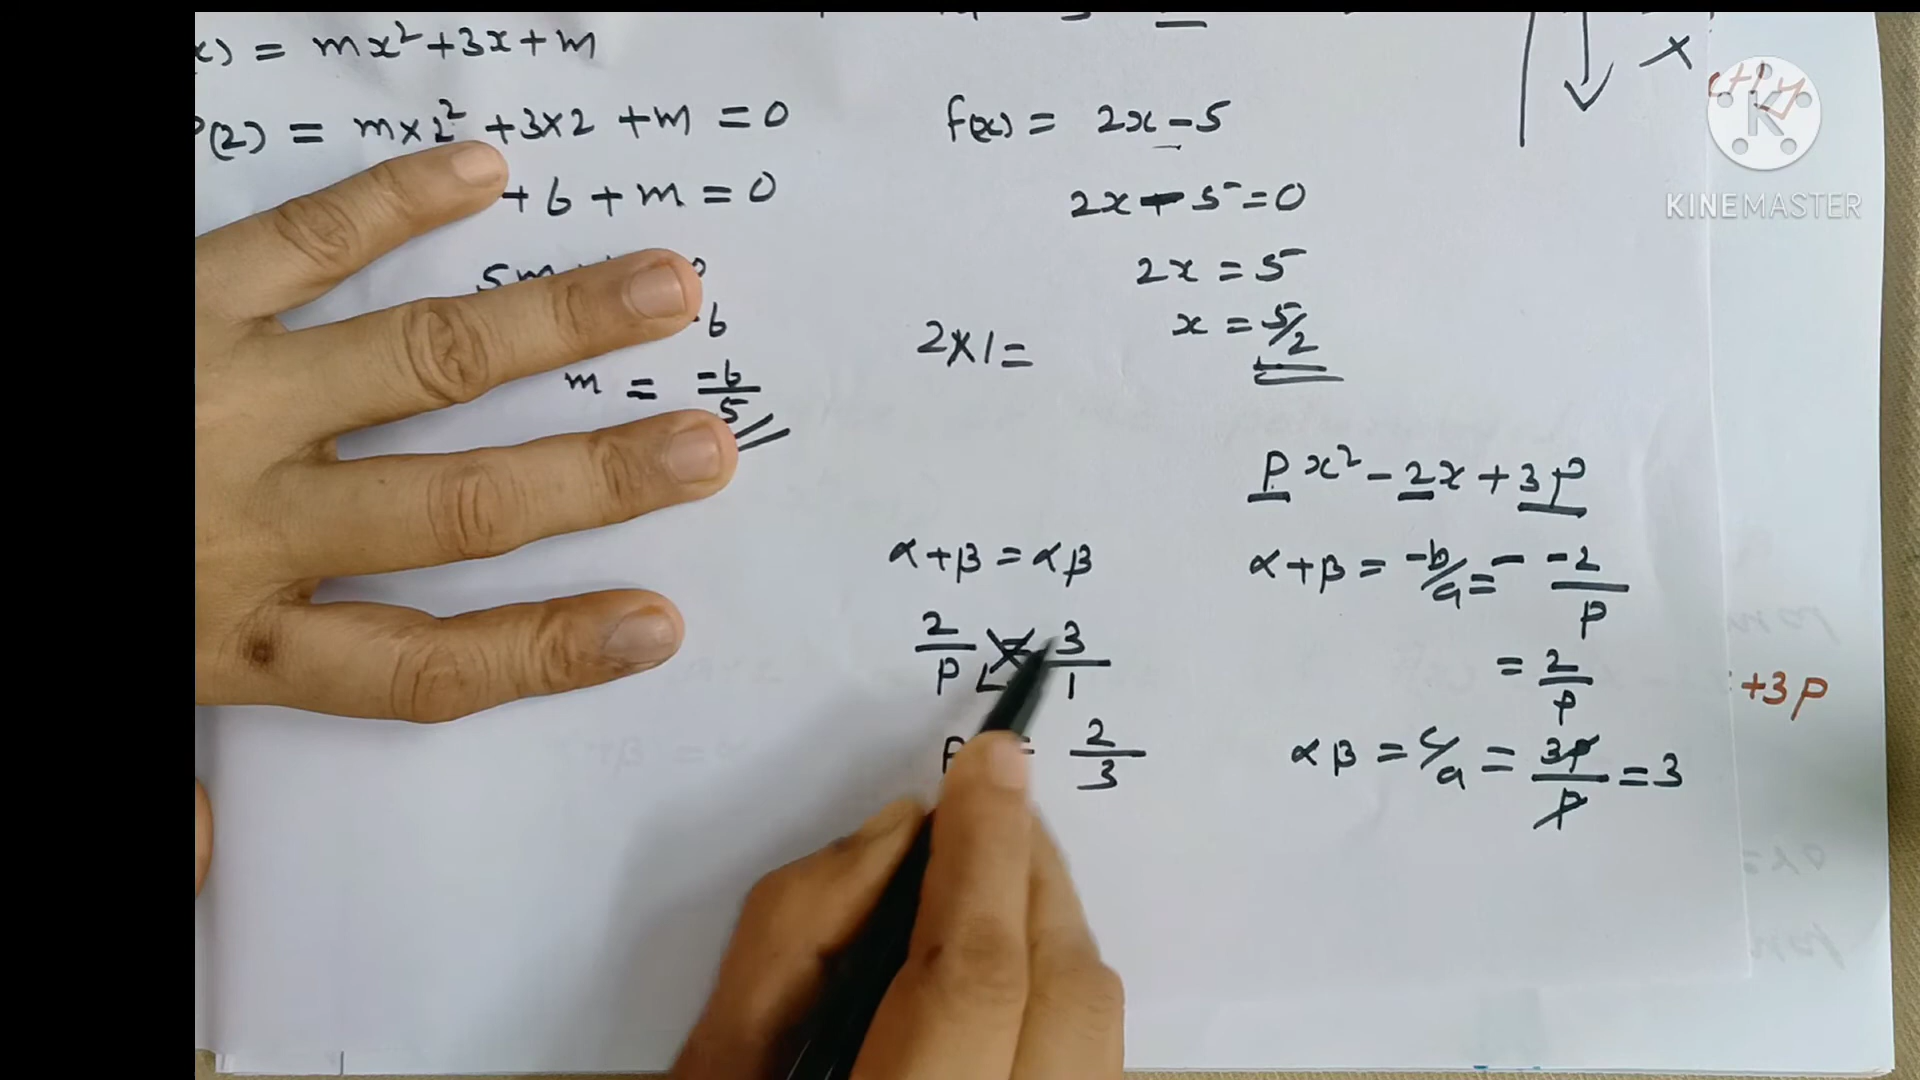 x) = mx²+3x+m
P(2) = m×2² +3×2 +m =0
+ 6 + m = 0
5m
-6
m = -6/5
f(x) = 2x-5
2x-5=0
2x = 5
x = 5/2
2×1=
px²-2x+3p
α+β = -b/a = - -2/p
= 2/p
αβ = c/a = 3p/p = 3
α+β = αβ
2/p = 3/1
p = 2/3
+3p
x
KINEMASTER